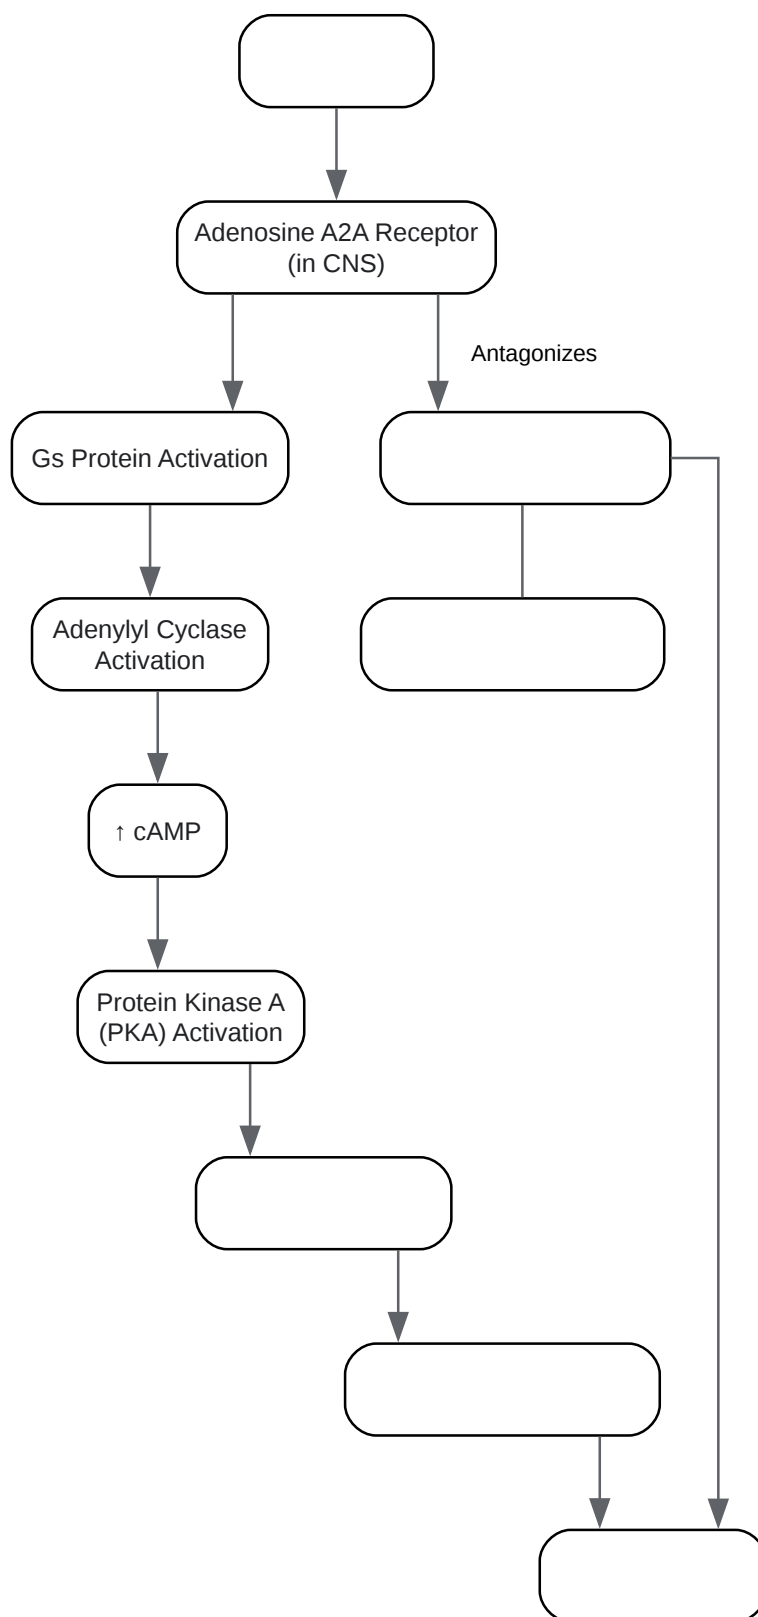 Adenosine A2A Receptor
(in CNS)
Antagonizes
Gs Protein Activation
Adenylyl Cyclase
Activation
↑ cAMP
Protein Kinase A
(PKA) Activation